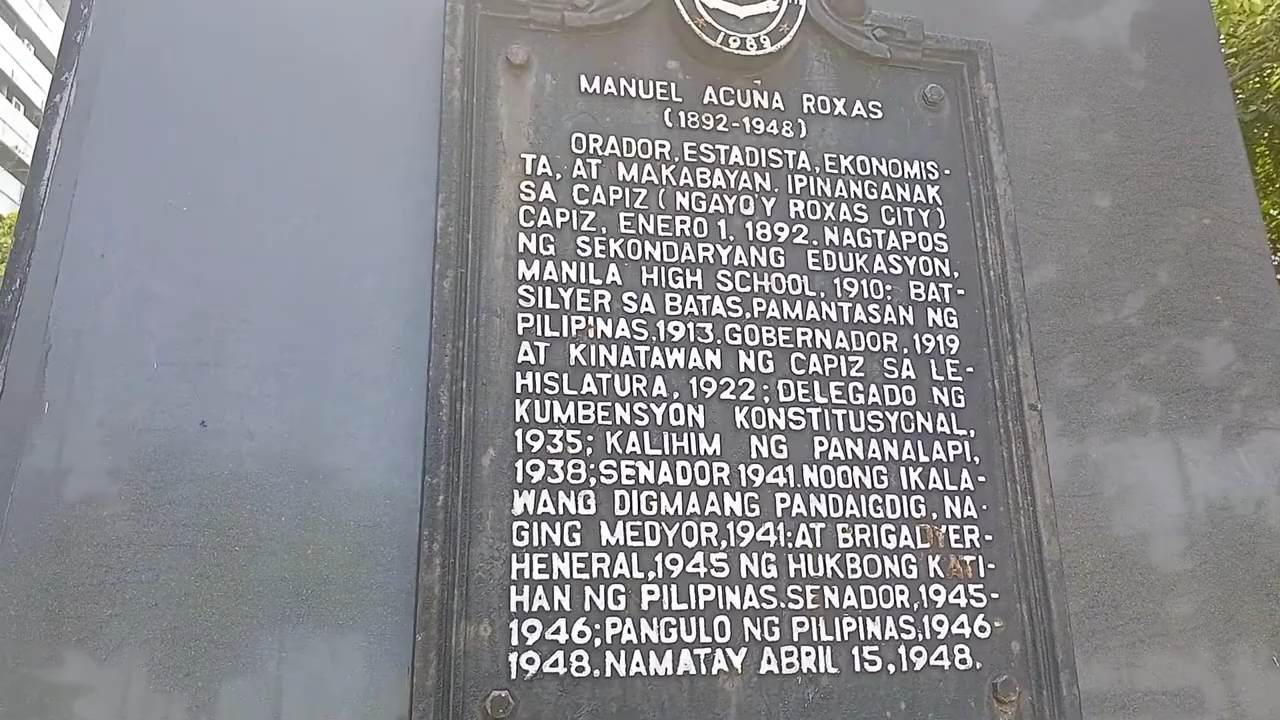 1989
MANUEL ACUÑA ROXAS
(1892-1948)
ORADOR, ESTADISTA, EKONOMIS-
TA, AT MAKABAYAN. IPINANGANAK
SA CAPIZ (NGAYO'Y ROXAS CITY)
CAPIZ, ENERO 1, 1892. NAGTAPOS
NG SEKONDARYANG EDUKASYON,
MANILA HIGH SCHOOL, 1910; BAT-
SILYER SA BATAS, PAMANTASAN NG
PILIPINAS, 1913. GOBERNADOR, 1919
AT KINATAWAN NG CAPIZ SA LE-
HISLATURA, 1922; DELEGADO NG
KUMBENSYON KONSTITUSYONAL,
1935; KALIHIM NG PANANALAPI,
1938; SENADOR 1941. NOONG IKALA-
WANG DIGMAANG PANDAIGDIG, NA-
GING MEDYOR, 1941; AT BRIGADYER-
HENERAL, 1945 NG HUKBONG KATI-
HAN NG PILIPINAS. SENADOR, 1945-
1946; PANGULO NG PILIPINAS, 1946-
1948. NAMATAY ABRIL 15, 1948.